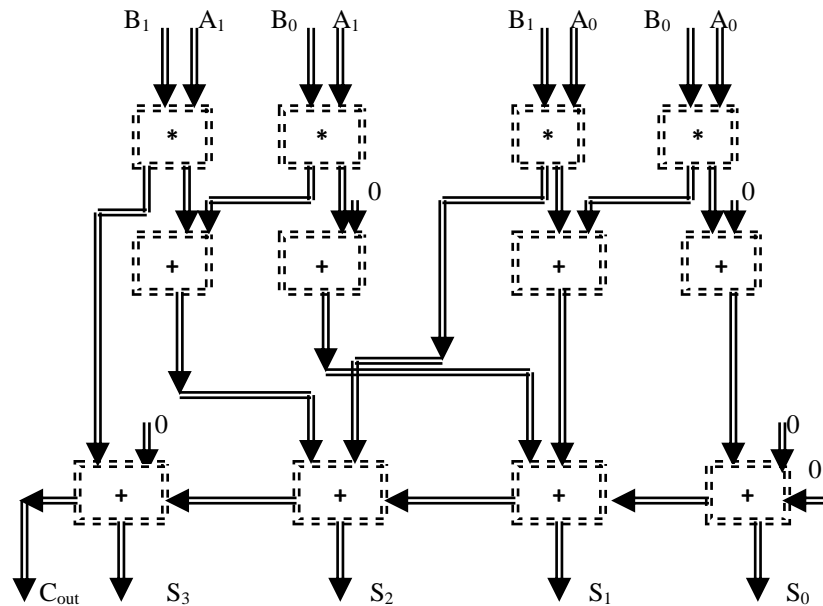 B₁ A₁ B₀ A₁ B₁ A₀ B₀ A₀
* * * *
0 0
+ + + +
0 0
0
+ + + +
Cout S₃ S₂ S₁ S₀